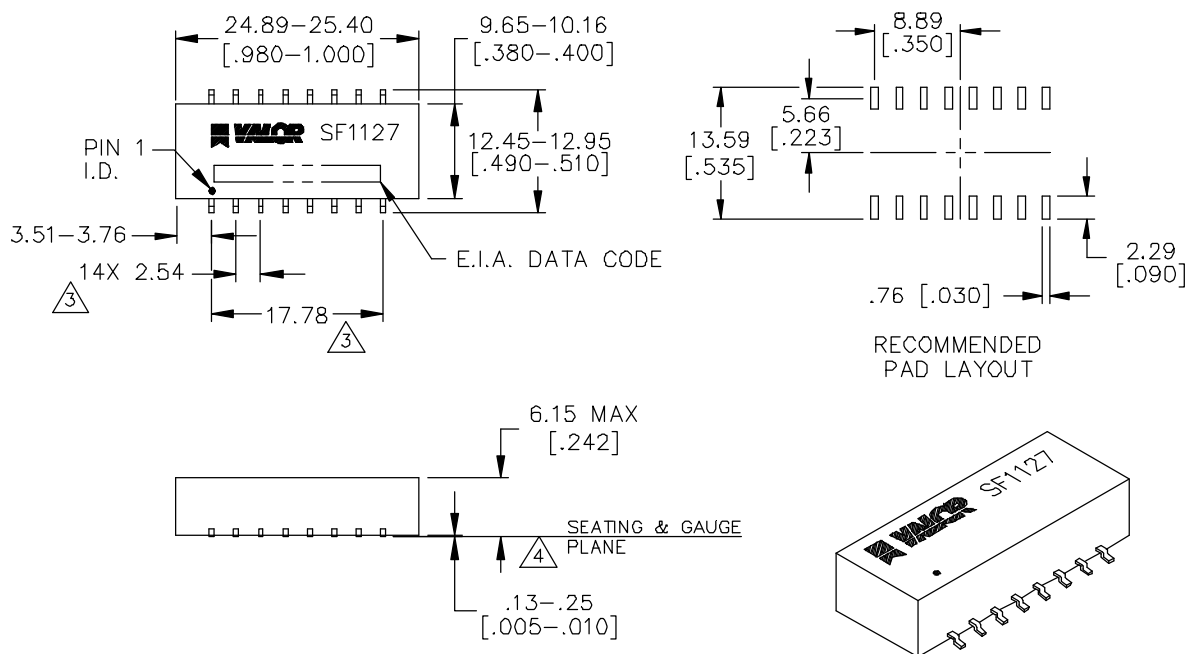 24.89–25.40
[.980–1.000]
9.65–10.16
[.380–.400]
8.89
[.350]
VALOR SF1127
PIN 1
I.D.
12.45–12.95
[.490–.510]
13.59
[.535]
5.66
[.223]
3.51–3.76
14X 2.54
3
E.I.A. DATA CODE
17.78
3
2.29
[.090]
.76 [.030]
RECOMMENDED
PAD LAYOUT
6.15 MAX
[.242]
SEATING & GAUGE
PLANE
4
.13–.25
[.005–.010]
VALOR SF1127